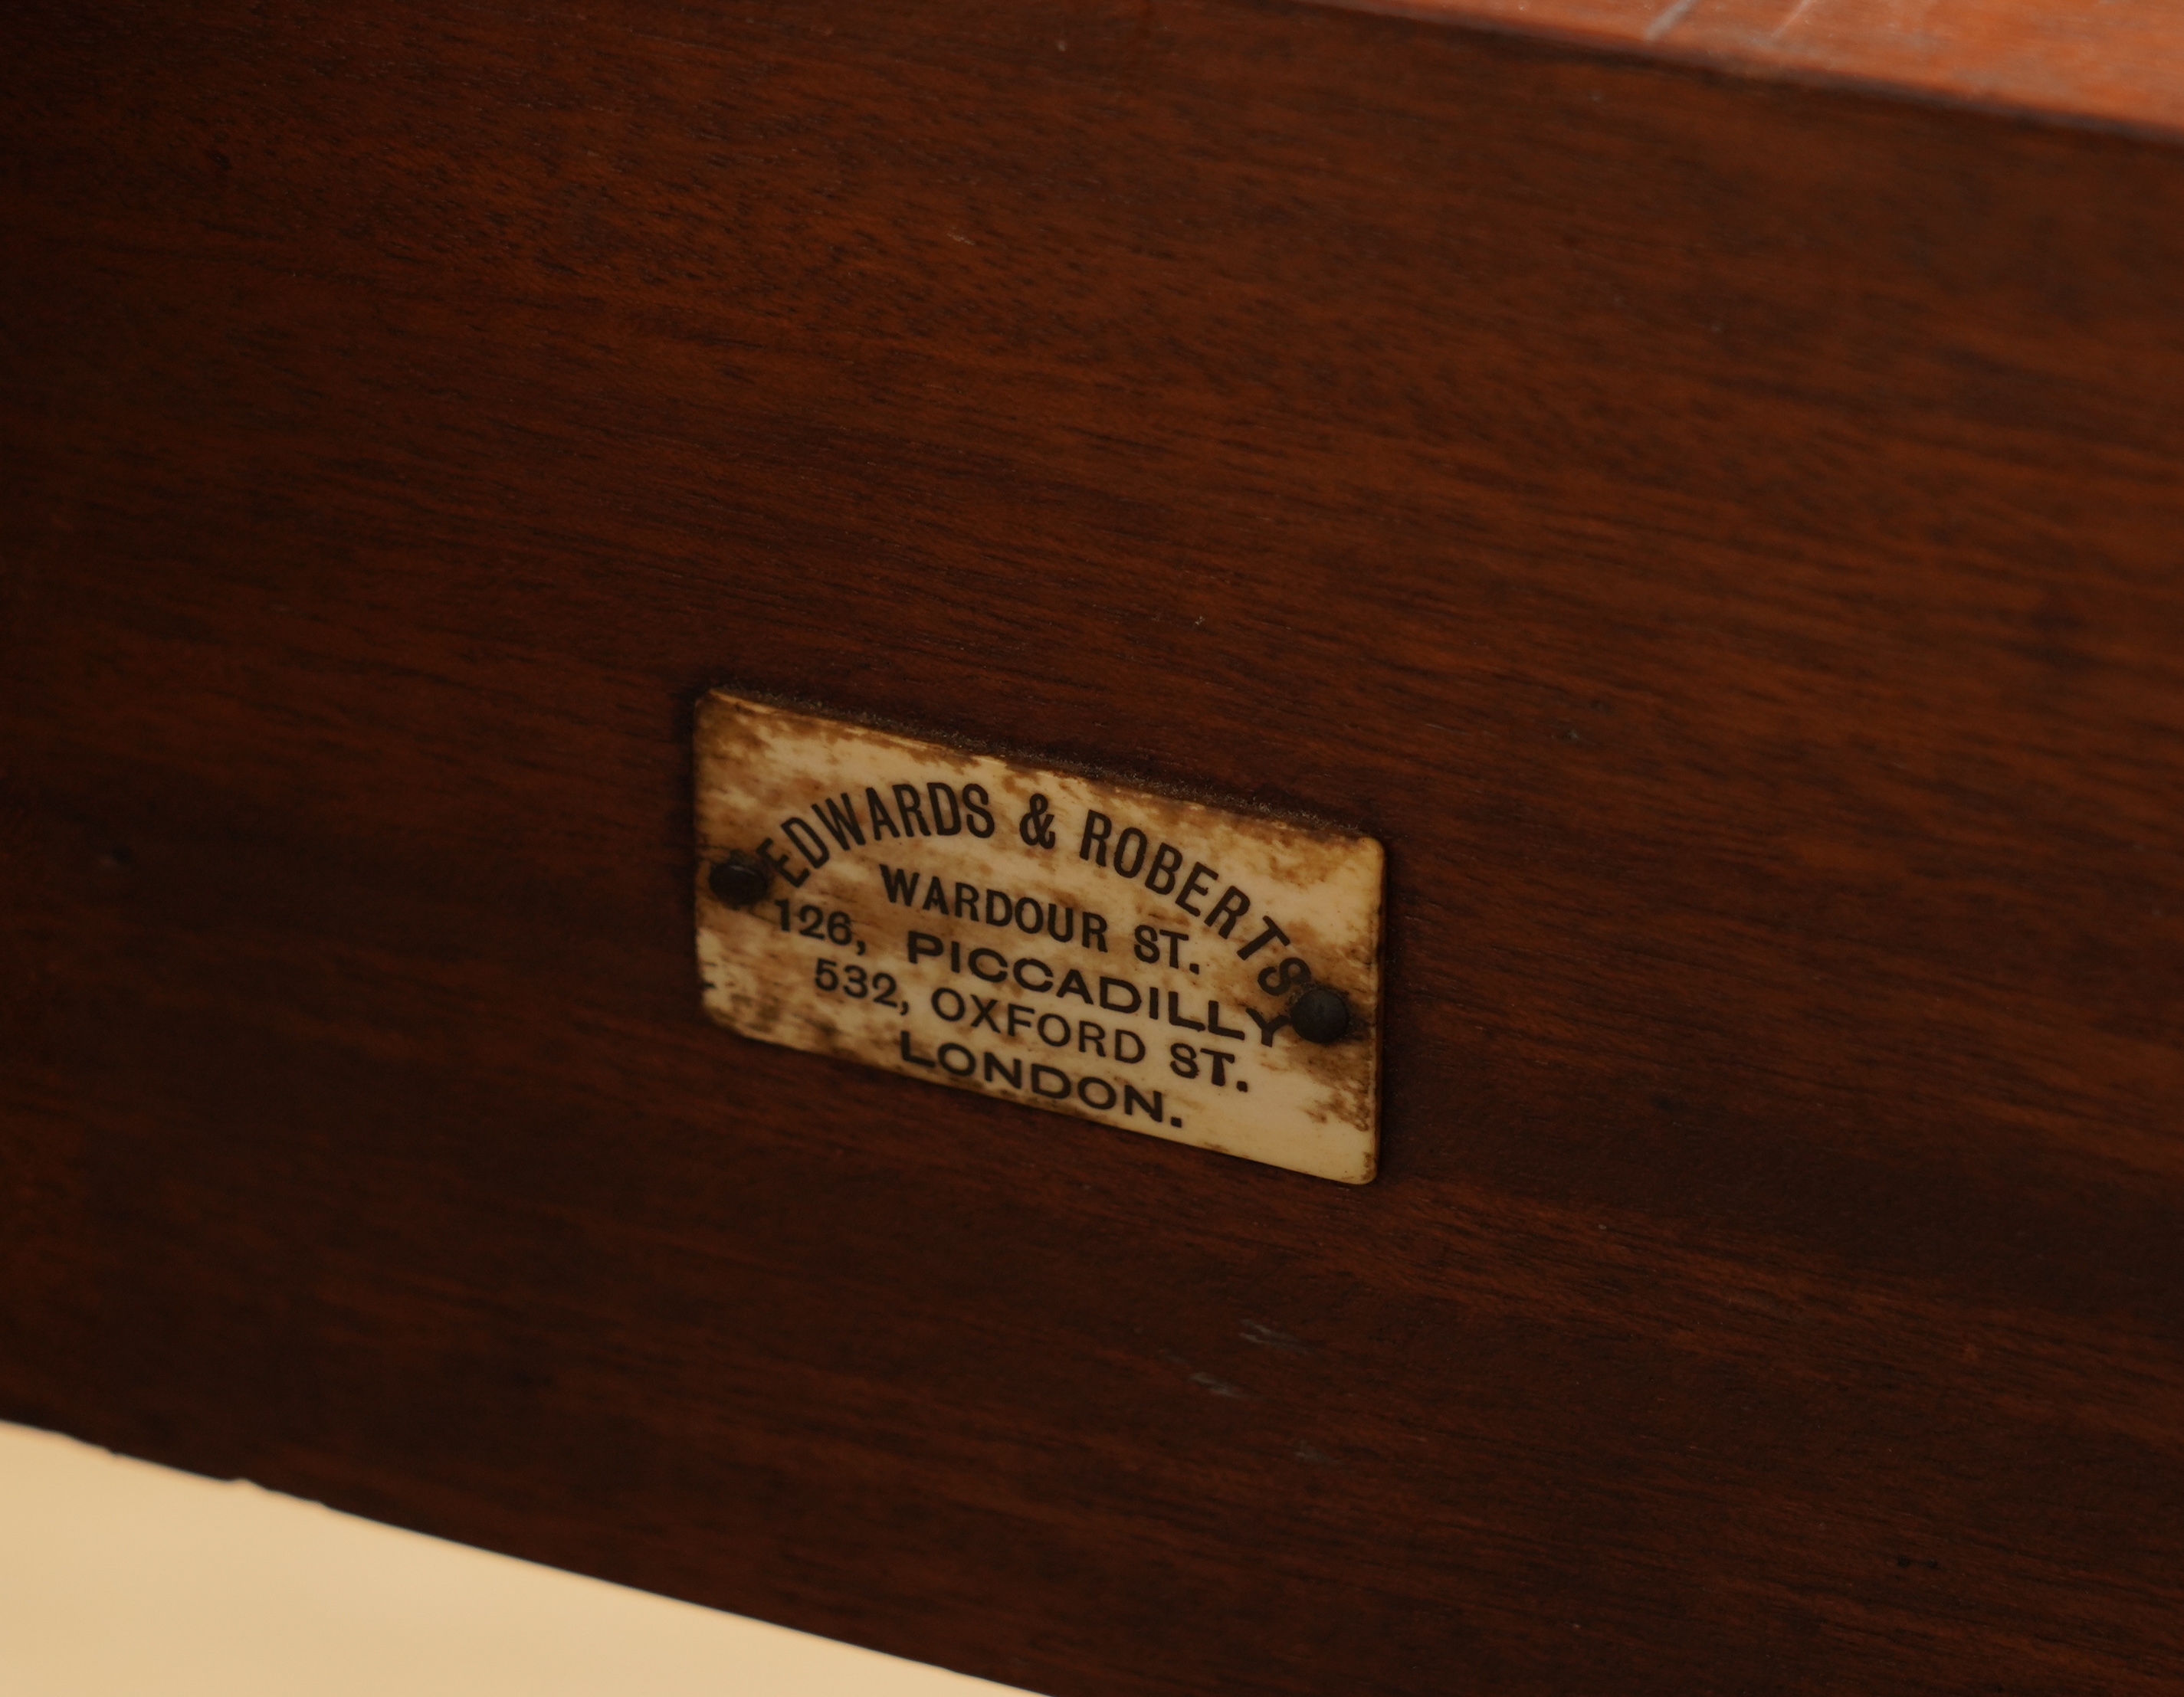 EDWARDS & ROBERTS
WARDOUR ST.
126, PICCADILLY
532, OXFORD ST.
LONDON.